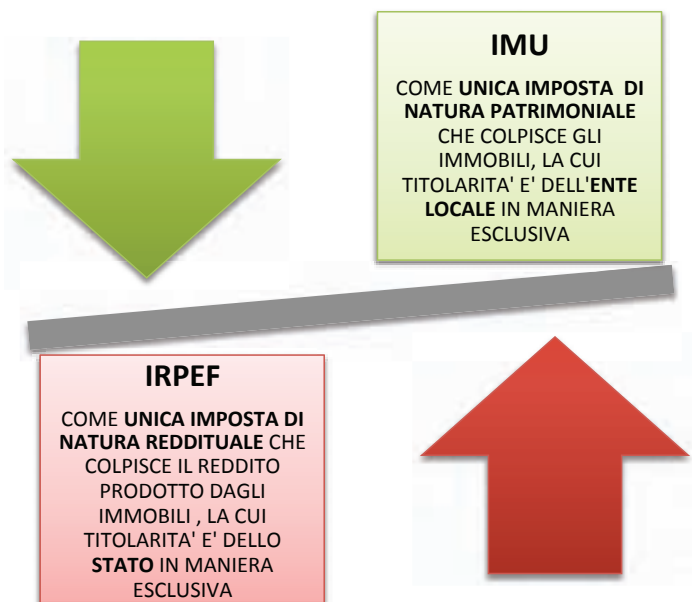 IMU
COME UNICA IMPOSTA DI
NATURA PATRIMONIALE
CHE COLPISCE GLI
IMMOBILI, LA CUI
TITOLARITA' E' DELL'ENTE
LOCALE IN MANIERA
ESCLUSIVA
IRPEF
COME UNICA IMPOSTA DI
NATURA REDDITUALE CHE
COLPISCE IL REDDITO
PRODOTTO DAGLI
IMMOBILI , LA CUI
TITOLARITA' E' DELLO
STATO IN MANIERA
ESCLUSIVA